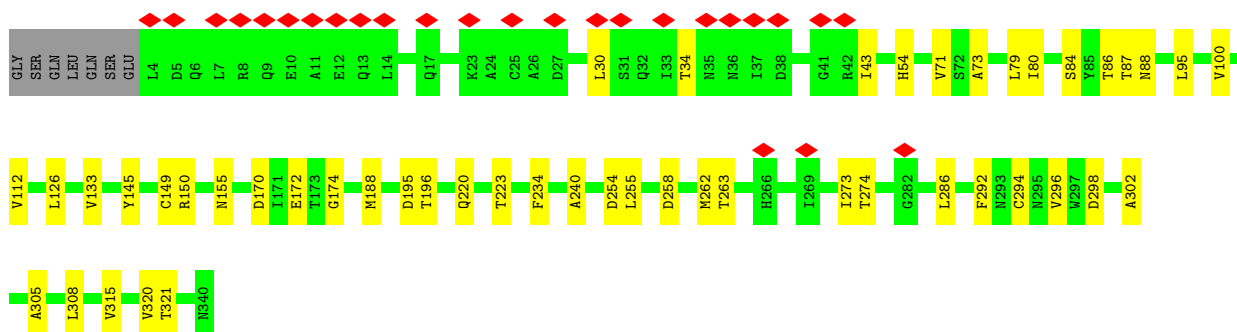 GLY SER GLN LEU GLN SER GLU L4 D5 Q6 L7 R8 Q9 E10 A11 E12 Q13 L14 Q17 K23 A24 C25 A26 D27 L30 S31 Q32 I33 T34 N35 N36 I37 D38 G41 R42 I43 H54 V71 S72 A73 L79 I80 S84 Y85 T86 T87 N88 L95 V100
V112 L126 V133 Y145 C149 R150 N155 D170 I171 E172 T173 G174 M188 D195 T196 Q220 T223 F234 A240 D254 L255 D258 M262 T263 H266 I269 I273 T274 G282 L286 F292 N293 C294 N295 V296 W297 D298 A302
A305 L308 V315 V320 T321 N340